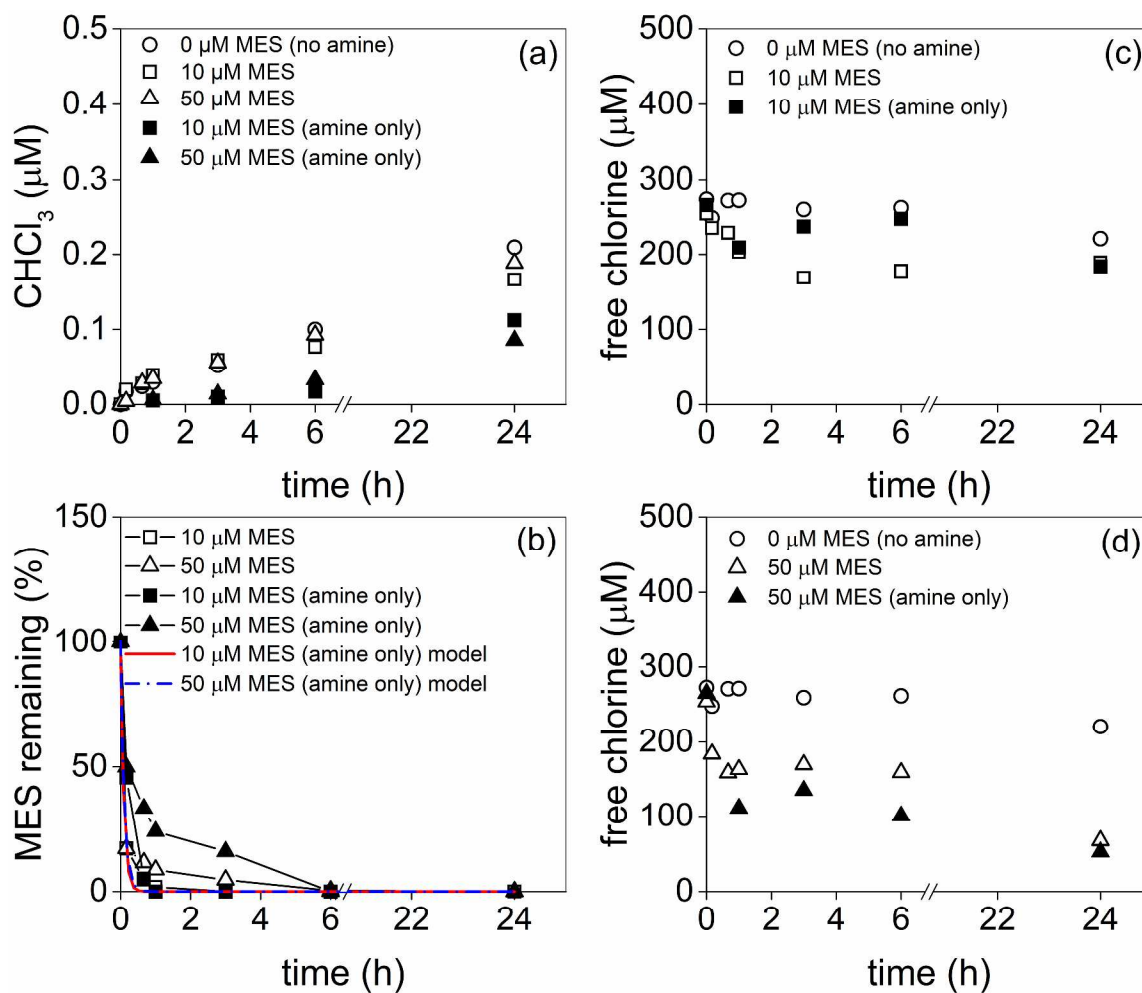 0.5
0.4
0.3
0.2
0.1
0.0
CHCl3 (μM)
(a)
0 μM MES (no amine)
10 μM MES
50 μM MES
10 μM MES (amine only)
50 μM MES (amine only)
0 2 4 6 22 24
time (h)
500
400
300
200
100
0
free chlorine (μM)
(c)
0 μM MES (no amine)
10 μM MES
10 μM MES (amine only)
0 2 4 6 22 24
time (h)
150
100
50
0
MES remaining (%)
(b)
10 μM MES
50 μM MES
10 μM MES (amine only)
50 μM MES (amine only)
10 μM MES (amine only) model
50 μM MES (amine only) model
0 2 4 6 22 24
time (h)
500
400
300
200
100
0
free chlorine (μM)
(d)
0 μM MES (no amine)
50 μM MES
50 μM MES (amine only)
0 2 4 6 22 24
time (h)